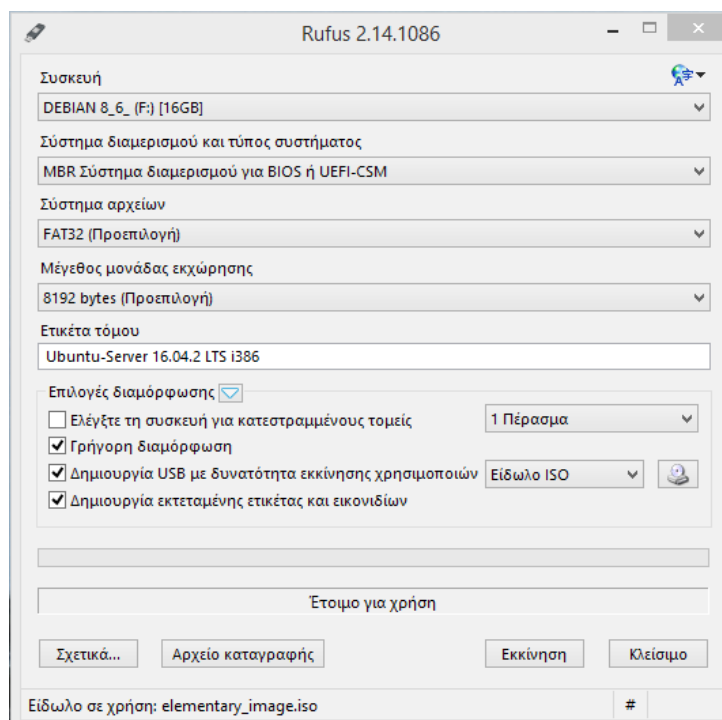 Rufus 2.14.1086
Συσκευή
DEBIAN 8_6_ (F:) [16GB]
Σύστημα διαμερισμού και τύπος συστήματος
MBR Σύστημα διαμερισμού για BIOS ή UEFI-CSM
Σύστημα αρχείων
FAT32 (Προεπιλογή)
Μέγεθος μονάδας εκχώρησης
8192 bytes (Προεπιλογή)
Ετικέτα τόμου
Ubuntu-Server 16.04.2 LTS i386
Επιλογές διαμόρφωσης
Ελέγξτε τη συσκευή για κατεστραμμένους τομείς 1 Πέρασμα
Γρήγορη διαμόρφωση
Δημιουργία USB με δυνατότητα εκκίνησης χρησιμοποιών Είδωλο ISO
Δημιουργία εκτεταμένης ετικέτας και εικονιδίων
Έτοιμο για χρήση
Σχετικά... Αρχείο καταγραφής Εκκίνηση Κλείσιμο
Είδωλο σε χρήση: elementary_image.iso #